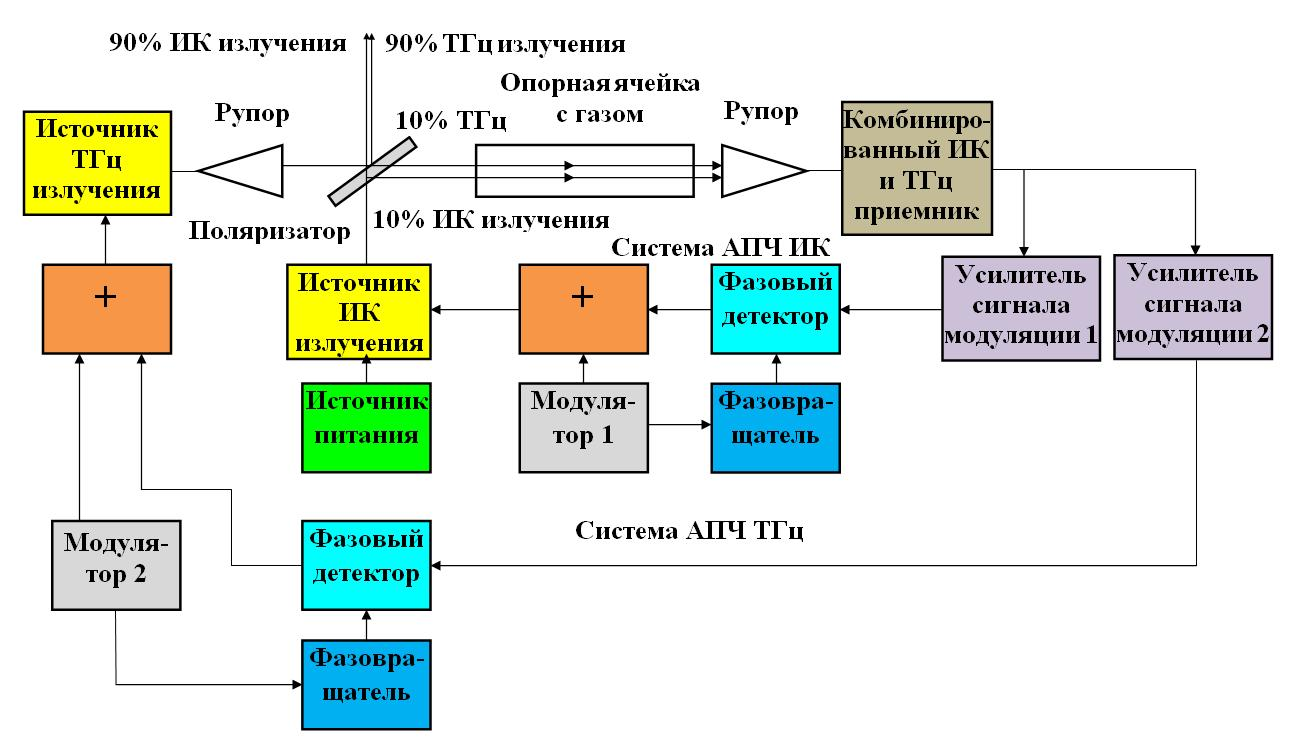 90% ИК излучения
90% ТГц излучения
Опорная ячейка
с газом
Рупор
Рупор
10% ТГц
Источник
ТГц
излучения
Комбиниро-
ванный ИК
и ТГц
приемник
10% ИК излучения
Поляризатор
Система АПЧ ИК
+
Источник
ИК
излучения
+
Фазовый
детектор
Усилитель
сигнала
модуляции 1
Усилитель
сигнала
модуляции 2
Источник
питания
Модуля-
тор 1
Фазовра-
щатель
Модуля-
тор 2
Фазовый
детектор
Система АПЧ ТГц
Фазовра-
щатель